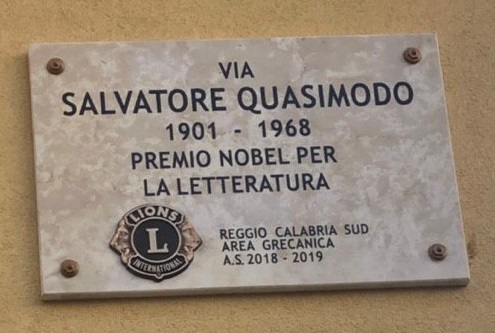 VIA
SALVATORE QUASIMODO
1901 - 1968
PREMIO NOBEL PER
LA LETTERATURA
LIONS
L
INTERNATIONAL
REGGIO CALABRIA SUD
AREA GRECANICA
A.S. 2018 - 2019